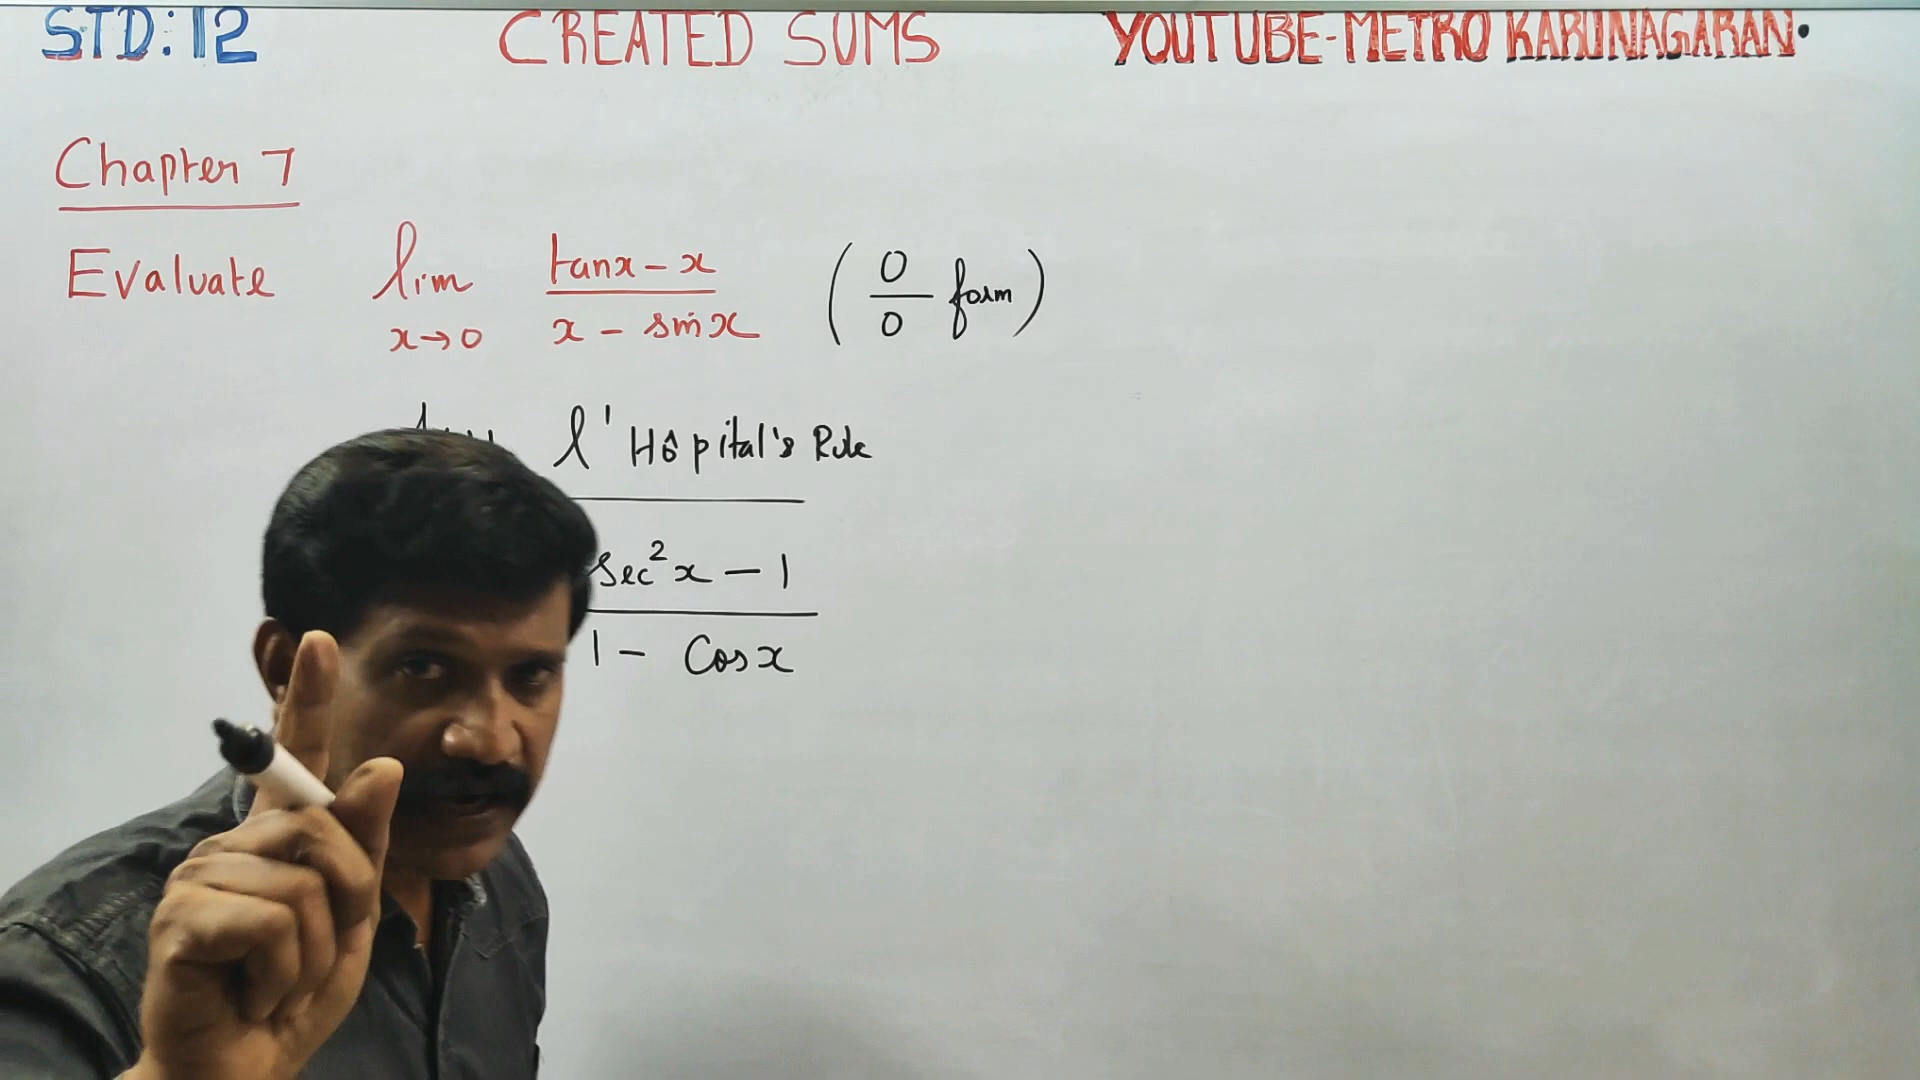 STD: 12 CREATED SUMS YOUTUBE-METRO KARUNAGARAN.
Chapter 7
Evaluate lim x→0 (tanx - x)/(x - sinx) (0/0 form)
l'Hôpital's Rule
sec²x - 1
1 - Cosx